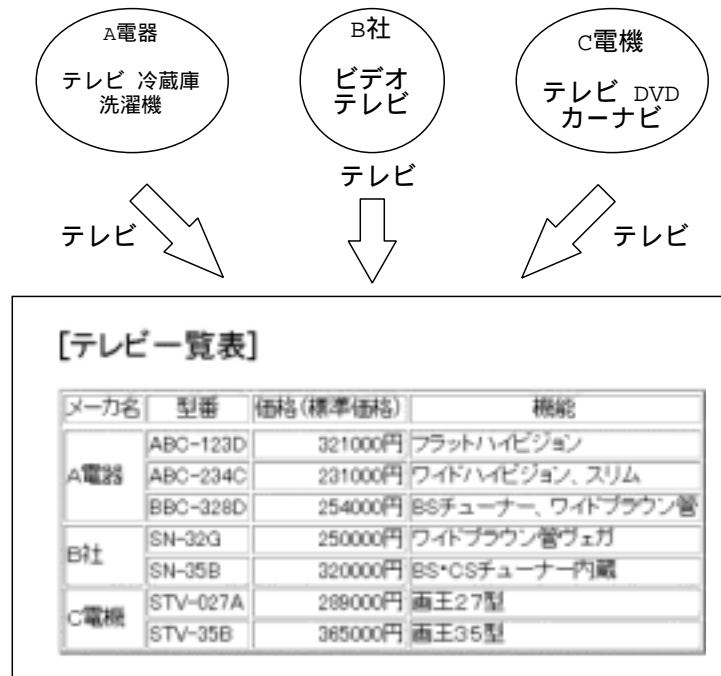 A電器
テレビ 冷蔵庫
洗濯機
B社
ビデオ
テレビ
C電機
テレビ DVD
カーナビ
テレビ
テレビ
テレビ
[テレビ一覧表]
メーカ名 型番 価格(標準価格) 機能
A電器 ABC-123D 321000円 フラットハイビジョン
ABC-234C 231000円 ワイドハイビジョン、スリム
BBC-328D 254000円 BSチューナー、ワイドブラウン管
B社 SN-32G 250000円 ワイドブラウン管ヴェガ
SN-35B 320000円 BS・CSチューナー内蔵
C電機 STV-027A 289000円 画王27型
STV-35B 365000円 画王35型